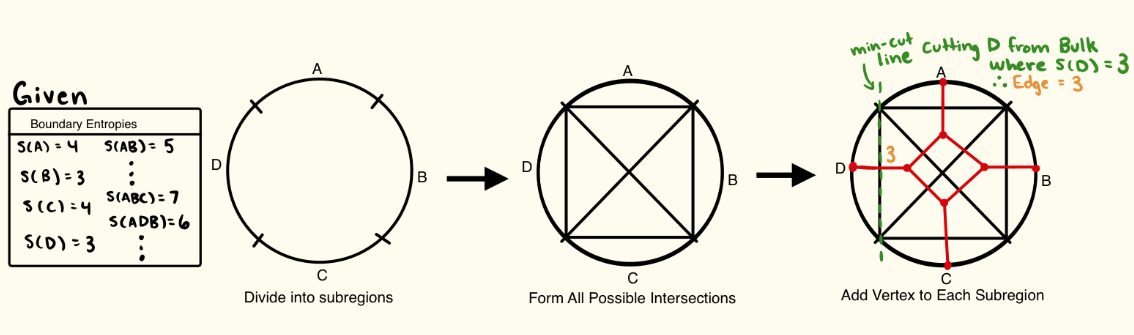 Given
Boundary Entropies
S(A) = 4 S(AB) = 5
S(B) = 3
S(ABC) = 7
S(C) = 4
S(ADB) = 6
S(D) = 3
A
D
B
C
Divide into subregions
A
D
B
C
Form All Possible Intersections
min-cut line
Cutting D from Bulk
where S(D) = 3
∴ Edge = 3
A
D
3
B
C
Add Vertex to Each Subregion